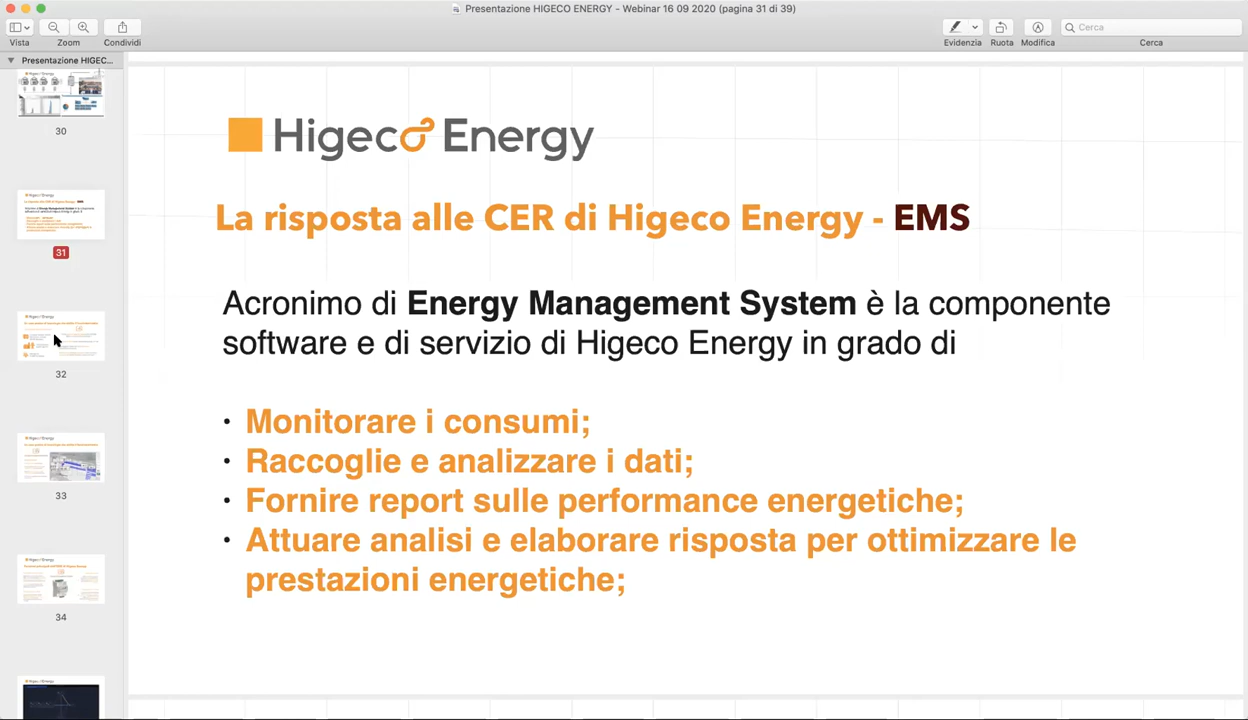 Presentazione HIGECO ENERGY - Webinar 16 09 2020 (pagina 31 di 39)
Vista
Zoom
Condividi
Evidenzia
Ruota
Modifica
Cerca
Cerca
Presentazione HIGEC...
30
31
32
33
34
Higeco Energy
La risposta alle CER di Higeco Energy - EMS
Acronimo di Energy Management System è la componente
software e di servizio di Higeco Energy in grado di
• Monitorare i consumi;
• Raccoglie e analizzare i dati;
• Fornire report sulle performance energetiche;
• Attuare analisi e elaborare risposta per ottimizzare le
prestazioni energetiche;